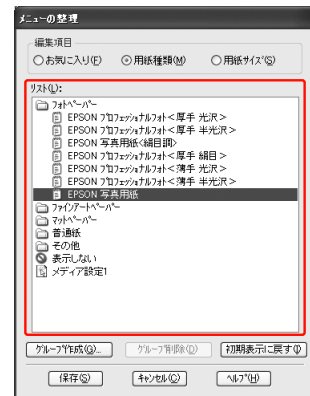 メニューの整理
編集項目
お気に入り(F) 用紙種類(M) 用紙サイズ(S)
リスト(L):
フォトペーパー
EPSON プロフェッショナルフォト<厚手 光沢>
EPSON プロフェッショナルフォト<厚手 半光沢>
EPSON 写真用紙<絹目調>
EPSON プロフェッショナルフォト<厚手 絹目>
EPSON プロフェッショナルフォト<薄手 光沢>
EPSON プロフェッショナルフォト<薄手 半光沢>
EPSON 写真用紙
ファインアートペーパー
マットペーパー
普通紙
その他
表示しない
メディア設定1
グループ作成(G)... グループ削除(D) 初期表示に戻す(I)
保存(S) キャンセル(C) ヘルプ(H)